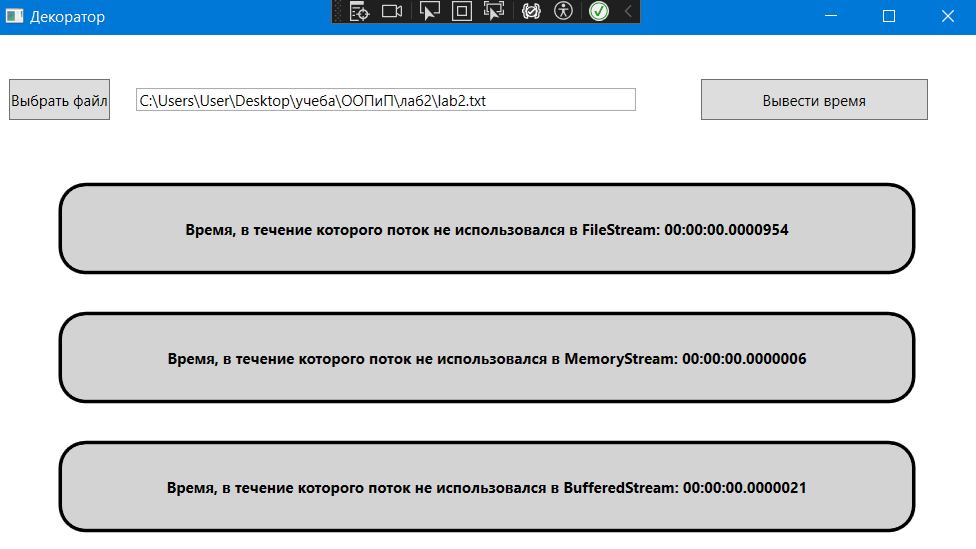 Декоратор
Выбрать файл
C:\Users\User\Desktop\учеба\ООПиП\лаб2\lab2.txt
Вывести время
Время, в течение которого поток не использовался в FileStream: 00:00:00.0000954
Время, в течение которого поток не использовался в MemoryStream: 00:00:00.0000006
Время, в течение которого поток не использовался в BufferedStream: 00:00:00.0000021